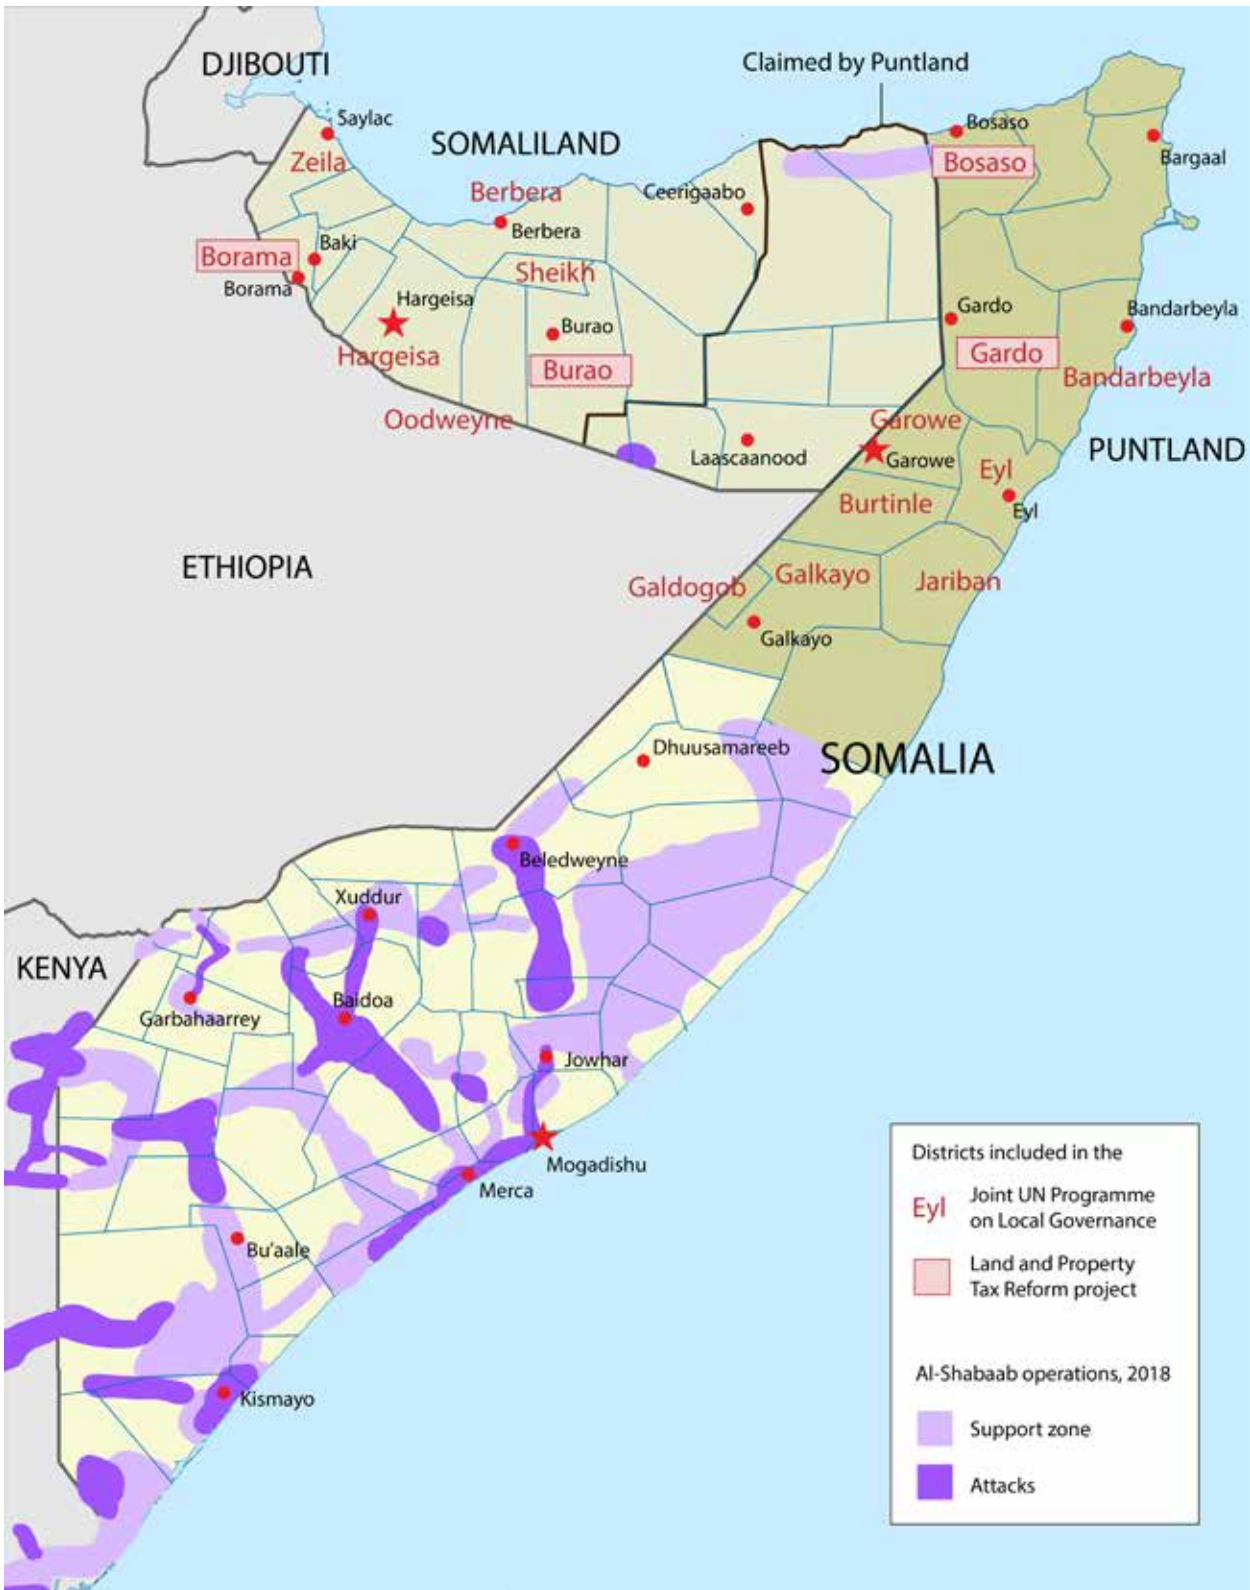 DJIBOUTI
Claimed by Puntland
Saylac
Bosaso
SOMALILAND
Zeila
Bosaso
Bargaal
Berbera
Ceerigaabo
Berbera
Baki
Borama
Sheikh
Borama
Hargeisa
Gardo
Bandarbeyla
Burao
Hargeisa
Gardo
Burao
Bandarbeyla
Oodweyne
Garowe
PUNTLAND
Laascaanood
Garowe
Eyl
Burtinle
Eyl
ETHIOPIA
Galkayo
Galdogob
Jariban
Galkayo
Dhuusamareeb
SOMALIA
Beledweyne
Xuddur
KENYA
Baidoa
Garbahaarrey
Jowhar
Mogadishu
Merca
Bu'aale
Kismayo
Districts included in the
Eyl
Joint UN Programme
on Local Governance
Land and Property
Tax Reform project
Al-Shabaab operations, 2018
Support zone
Attacks